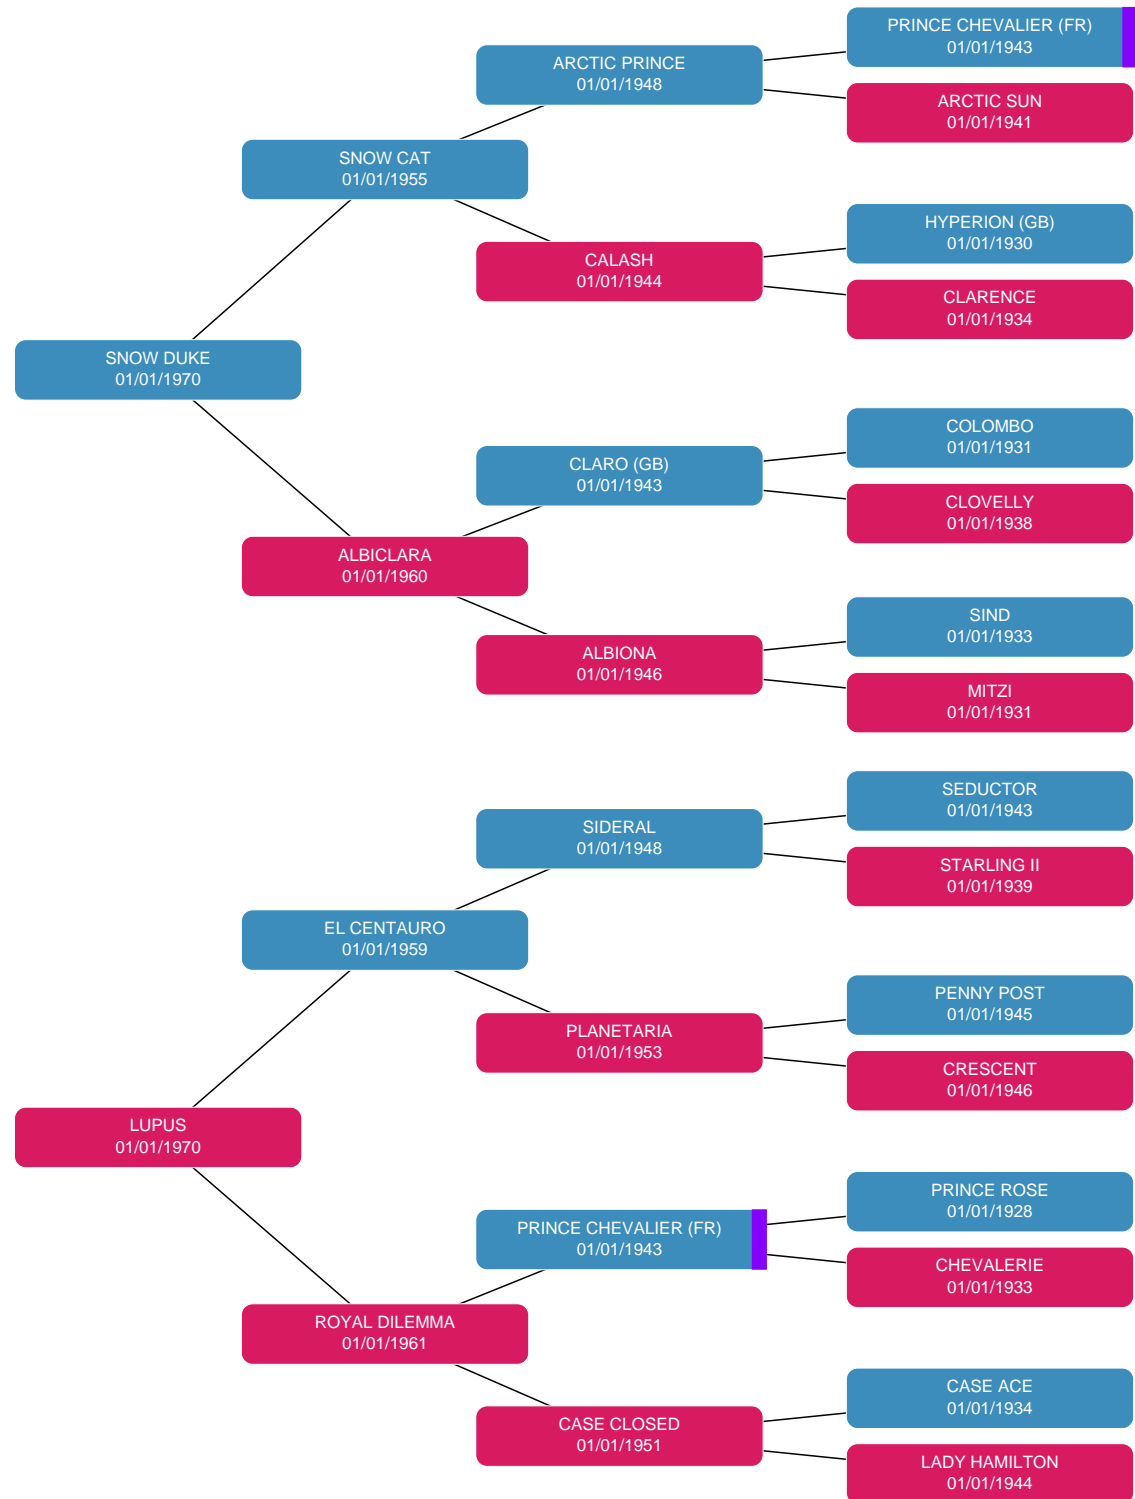 PRINCE CHEVALIER (FR)
01/01/1943
ARCTIC PRINCE
01/01/1948
ARCTIC SUN
01/01/1941
SNOW CAT
01/01/1955
HYPERION (GB)
01/01/1930
CALASH
01/01/1944
CLARENCE
01/01/1934
SNOW DUKE
01/01/1970
COLOMBO
01/01/1931
CLARO (GB)
01/01/1943
CLOVELLY
01/01/1938
ALBICLARA
01/01/1960
SIND
01/01/1933
ALBIONA
01/01/1946
MITZI
01/01/1931
SEDUCTOR
01/01/1943
SIDERAL
01/01/1948
STARLING II
01/01/1939
EL CENTAURO
01/01/1959
PENNY POST
01/01/1945
PLANETARIA
01/01/1953
CRESCENT
01/01/1946
LUPUS
01/01/1970
PRINCE ROSE
01/01/1928
PRINCE CHEVALIER (FR)
01/01/1943
CHEVALERIE
01/01/1933
ROYAL DILEMMA
01/01/1961
CASE ACE
01/01/1934
CASE CLOSED
01/01/1951
LADY HAMILTON
01/01/1944